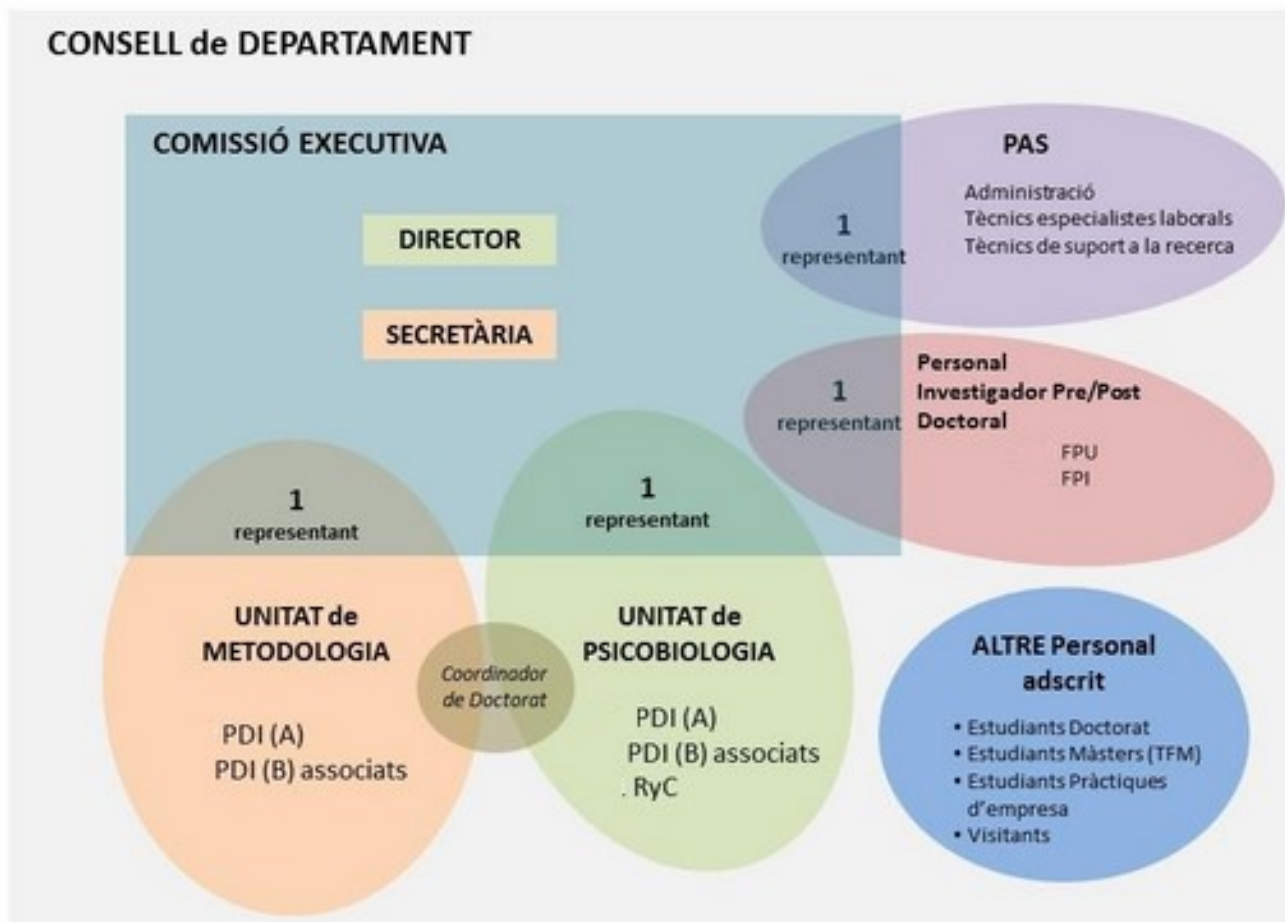 CONSELL de DEPARTAMENT
COMISSIÓ EXECUTIVA
DIRECTOR
SECRETÀRIA
PAS
Administració
Tècnics especialistes laborals
Tècnics de suport a la recerca
1
representant
Personal
Investigador Pre/Post
Doctoral
FPU
FPI
1
representant
1
representant
1
representant
UNITAT de
METODOLOGIA
PDI (A)
PDI (B) associats
Coordinador
de Doctorat
UNITAT de
PSICOBIOLOGIA
PDI (A)
PDI (B) associats
. RyC
ALTRE Personal
adscrit
• Estudiants Doctorat
• Estudiants Màsters (TFM)
• Estudiants Pràctiques
d'empresa
• Visitants